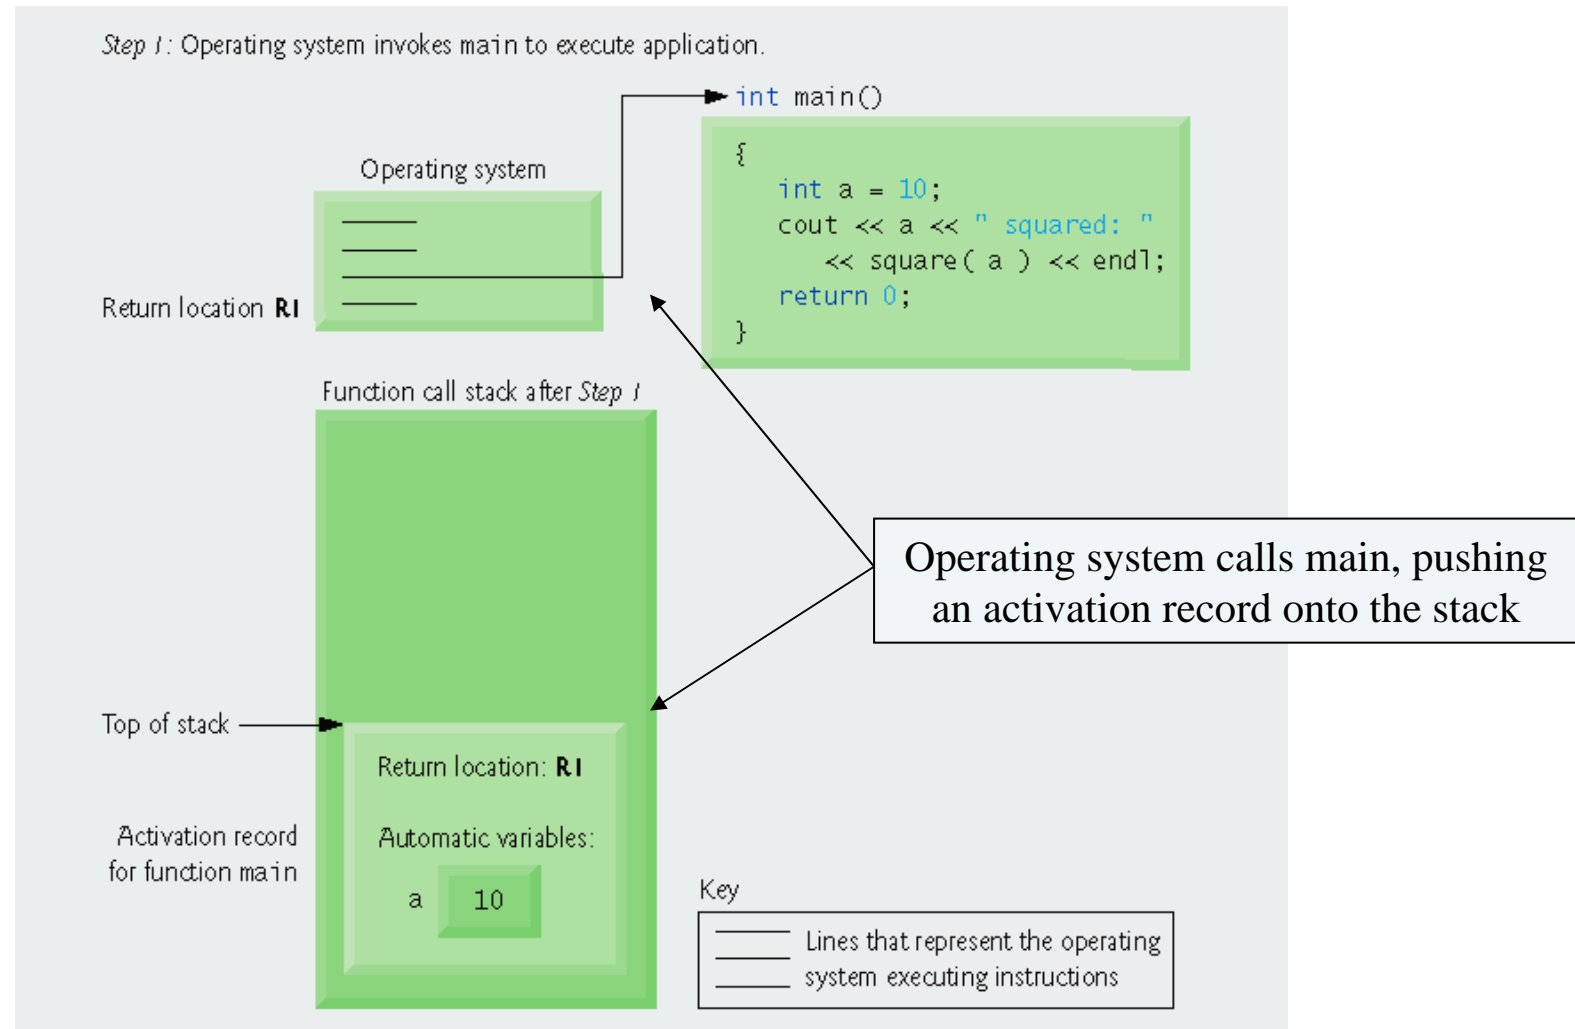 Step 1: Operating system invokes main to execute application.
int main()
{
int a = 10;
cout << a << " squared: "
<< square( a ) << endl;
return 0;
}
Operating system
Return location R1
Function call stack after Step 1
Operating system calls main, pushing
an activation record onto the stack
Top of stack
Return location: R1
Activation record
for function main
Automatic variables:
a 10
Key
Lines that represent the operating
system executing instructions